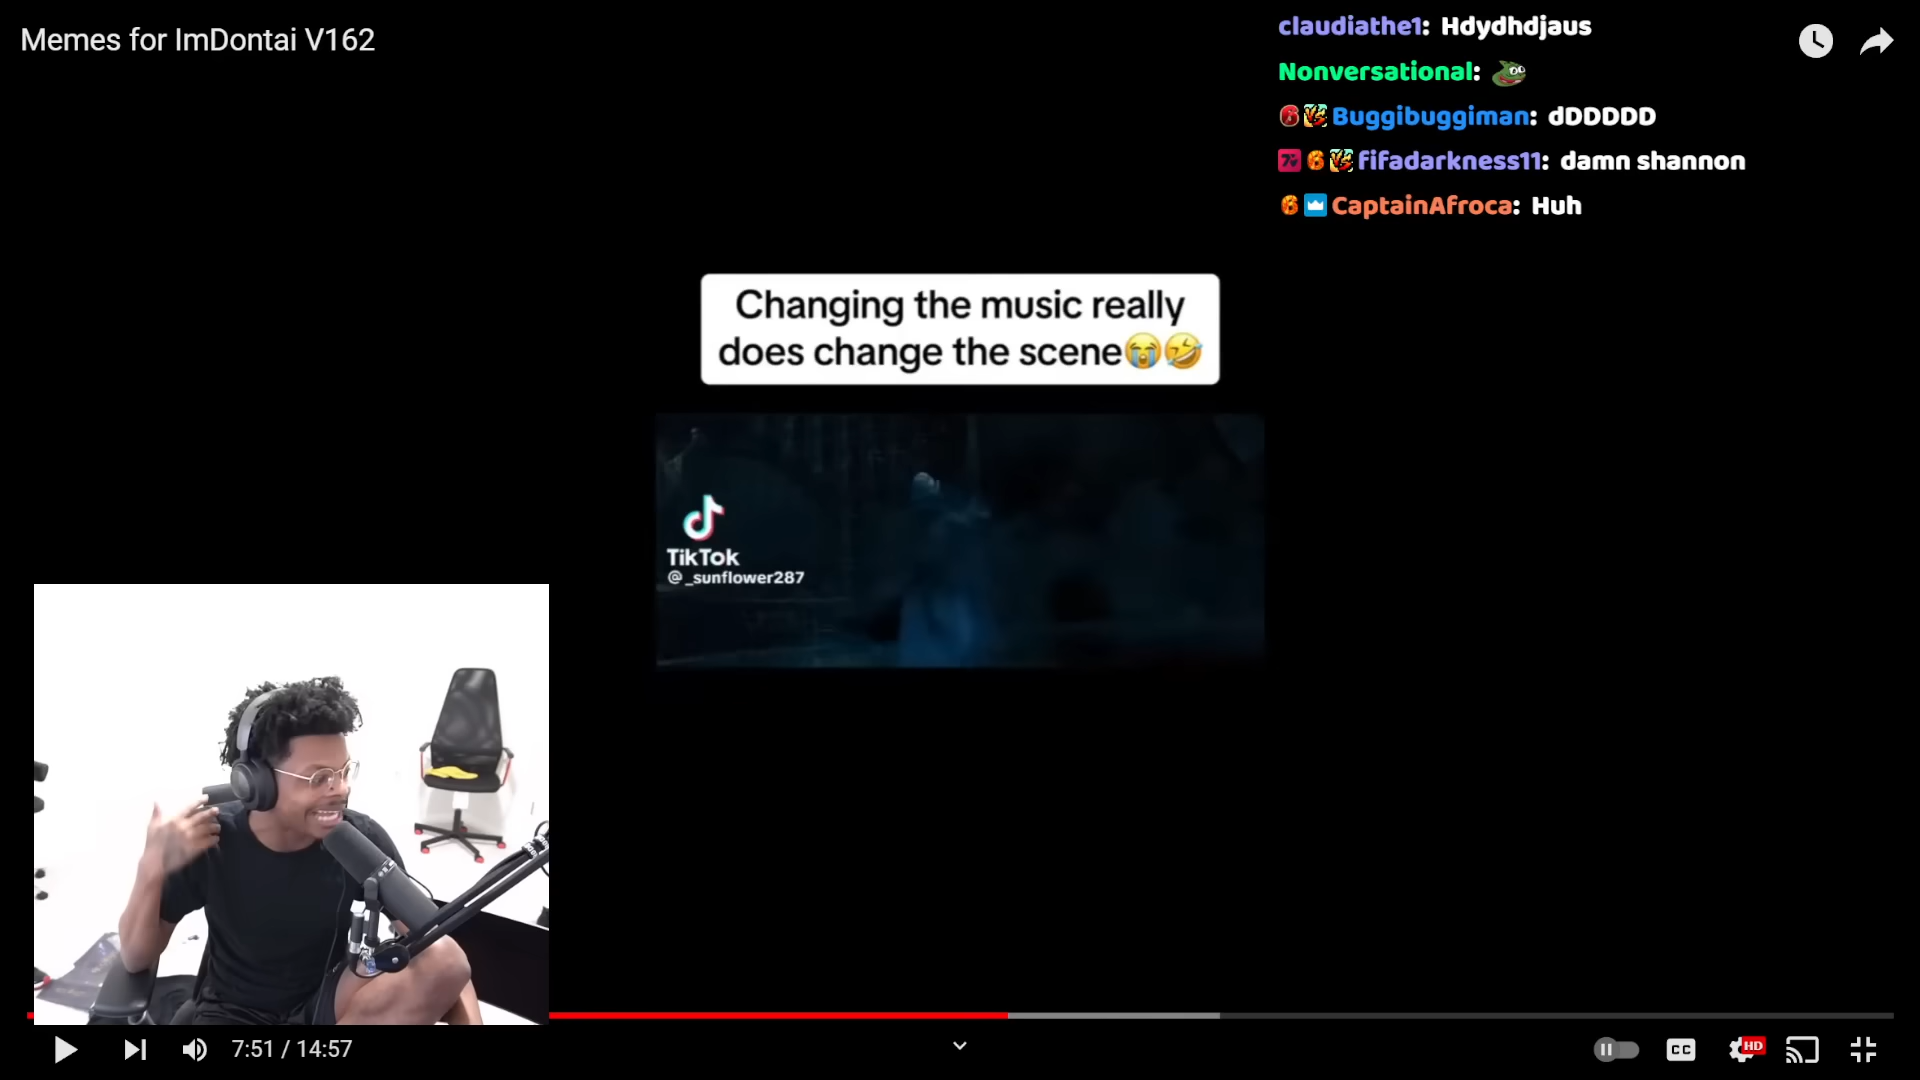 Memes for ImDontai V162
claudiathe1: Hdydhdjaus
Nonversational:
Buggibuggiman: dDDDDD
fifadarkness11: damn shannon
CaptainAfroca: Huh
Changing the music really
does change the scene😭🤣
TikTok
@_sunflower287
7:51 / 14:57
CC
HD